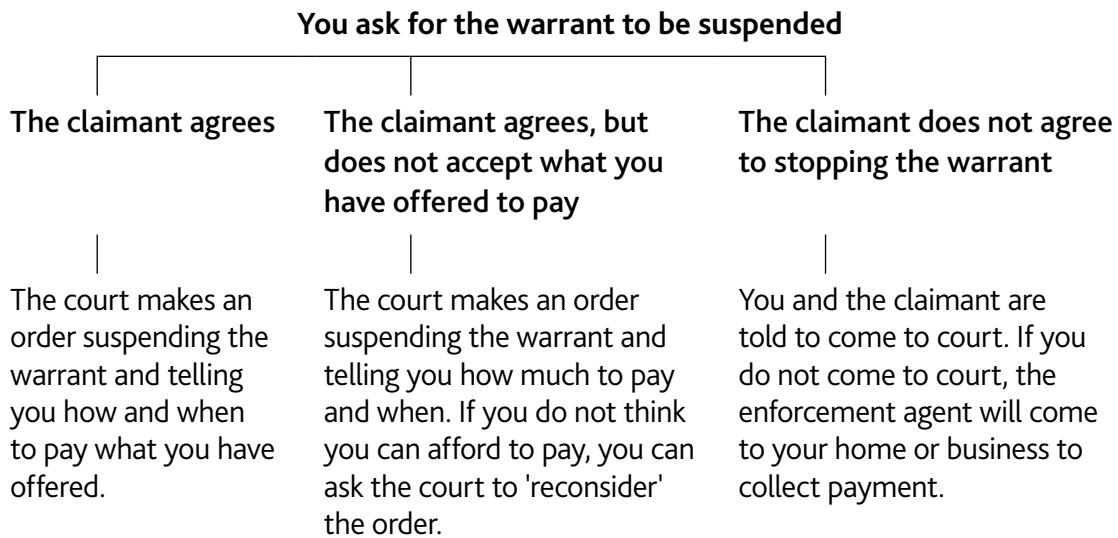 You ask for the warrant to be suspended
The claimant agrees
The claimant agrees, but
does not accept what you
have offered to pay
The claimant does not agree
to stopping the warrant
The court makes an
order suspending the
warrant and telling
you how and when
to pay what you have
offered.
The court makes an order
suspending the warrant and
telling you how much to pay
and when. If you do not think
you can afford to pay, you can
ask the court to 'reconsider'
the order.
You and the claimant are
told to come to court. If you
do not come to court, the
enforcement agent will come
to your home or business to
collect payment.